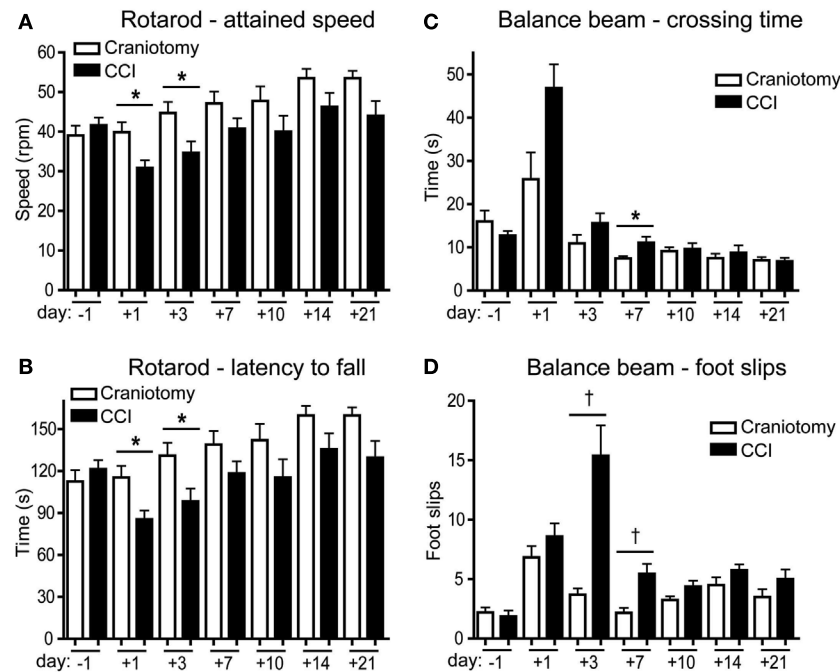 A
Rotarod - attained speed
Craniotomy
CCI
*
*
60
50
40
30
20
10
0
Speed (rpm)
day: -1 +1 +3 +7 +10 +14 +21
B
Rotarod - latency to fall
Craniotomy
CCI
*
*
150
120
90
60
30
0
Time (s)
day: -1 +1 +3 +7 +10 +14 +21
C
Balance beam - crossing time
Craniotomy
CCI
*
50
40
30
20
10
0
Time (s)
day: -1 +1 +3 +7 +10 +14 +21
D
Balance beam - foot slips
Craniotomy
CCI
†
†
20
15
10
5
0
Foot slips
day: -1 +1 +3 +7 +10 +14 +21